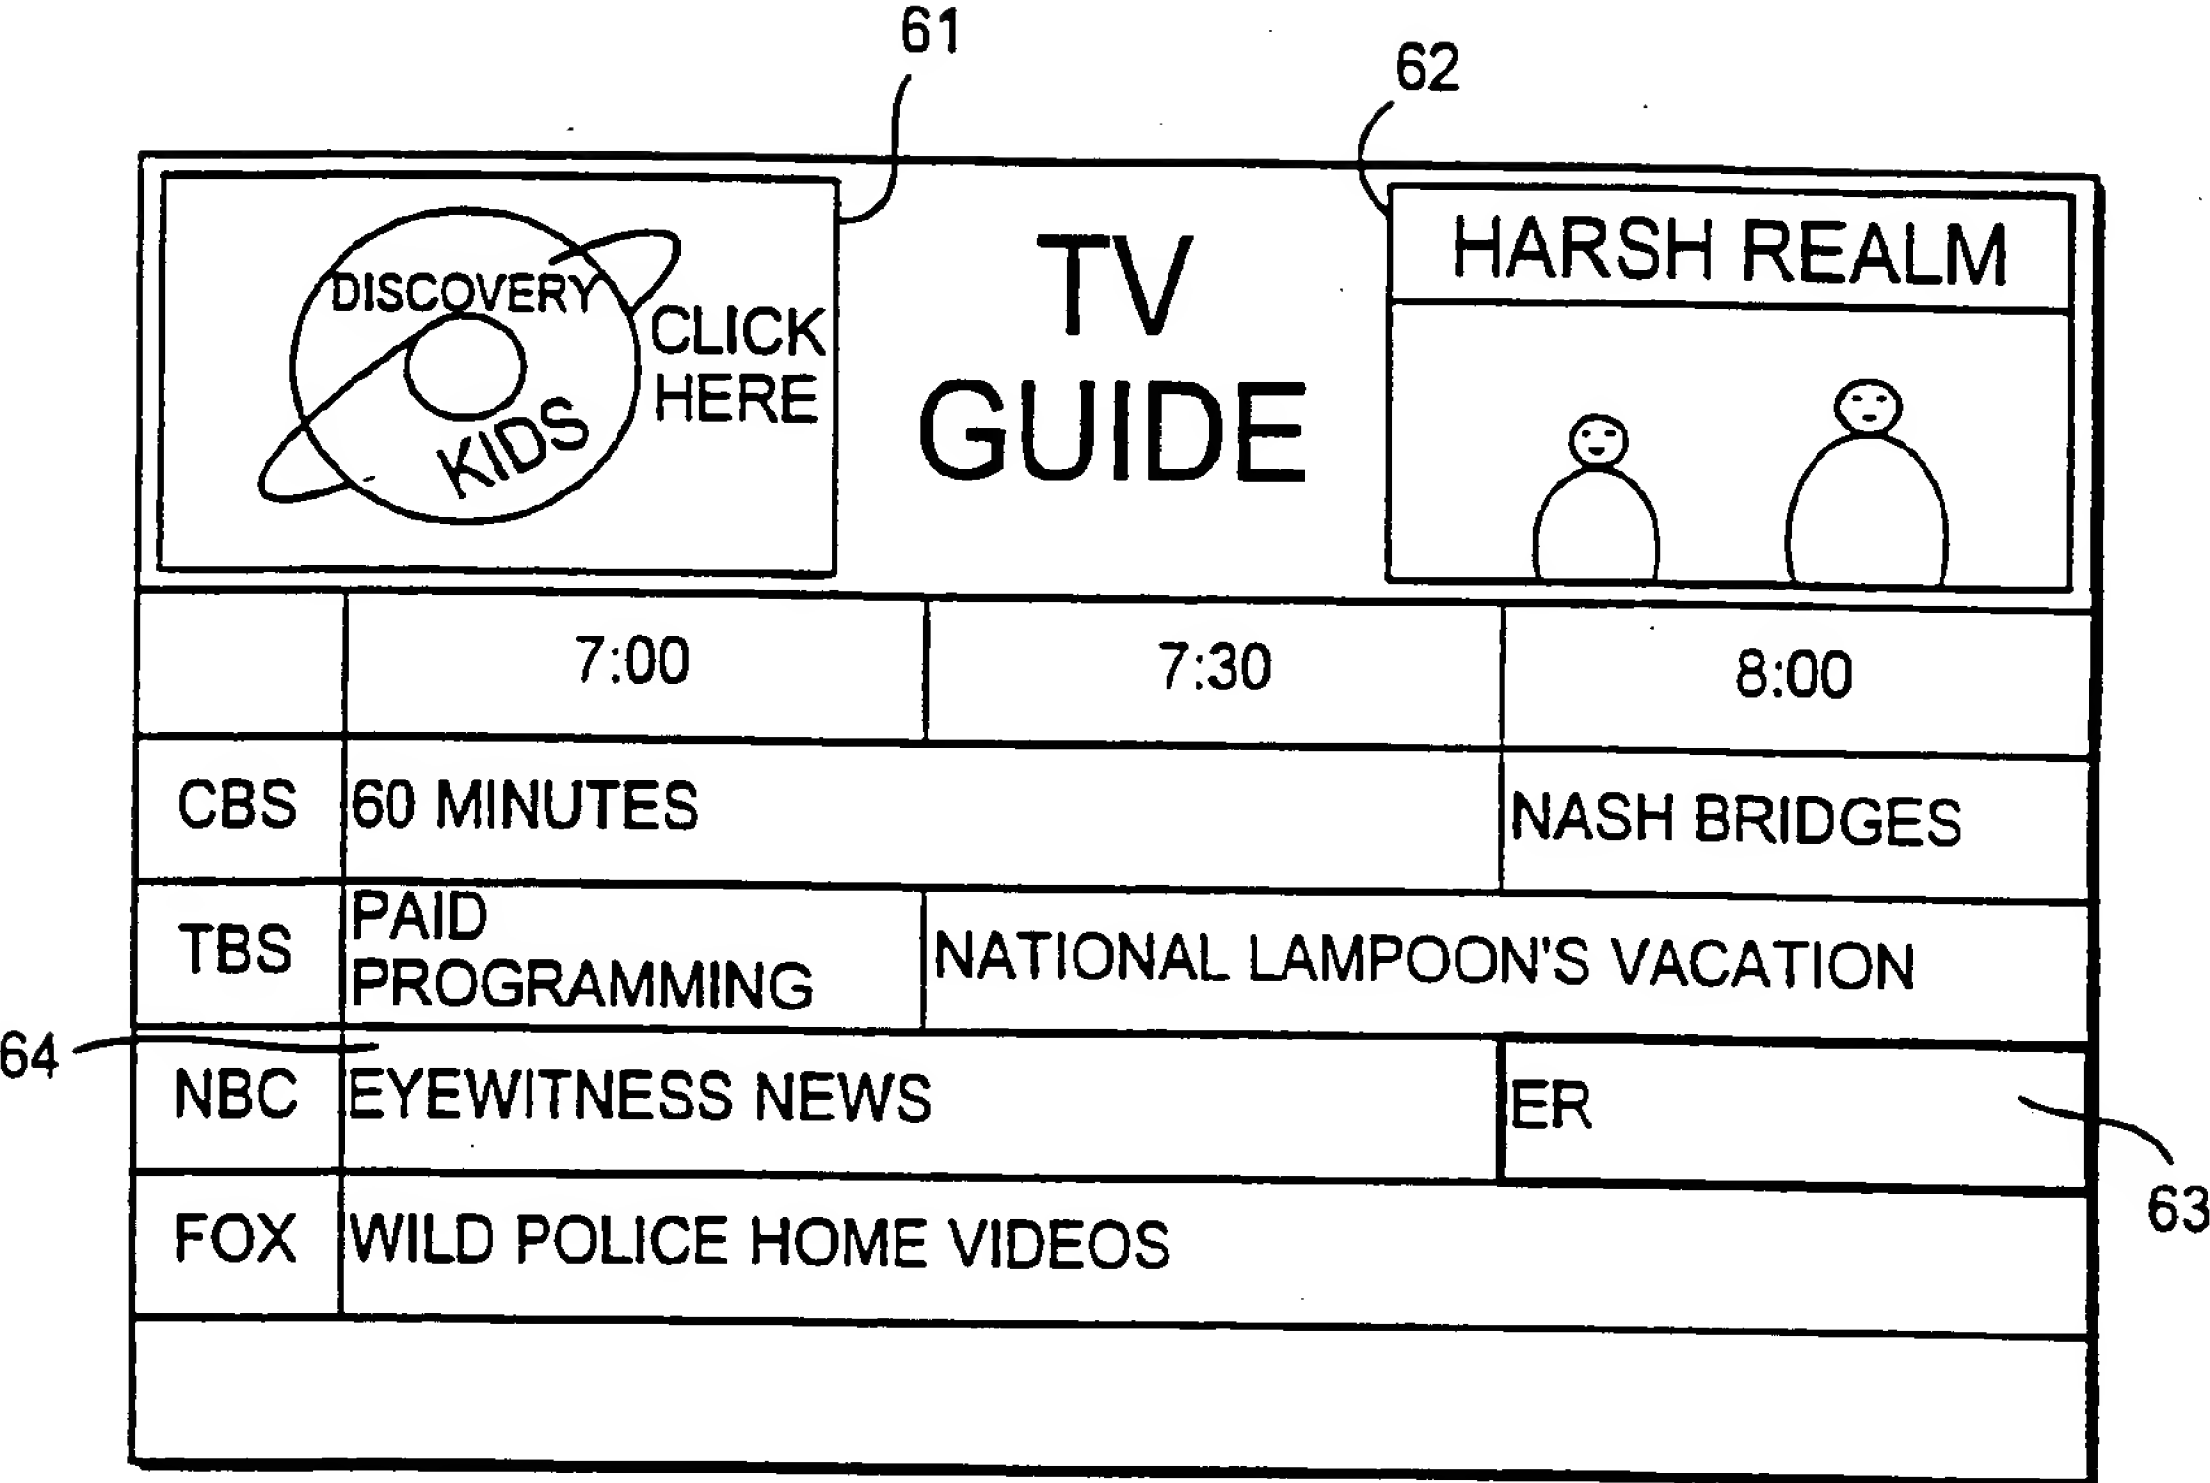 61
62
DISCOVERY
KIDS
CLICK
HERE
TV
GUIDE
HARSH REALM
7:00 7:30 8:00
CBS 60 MINUTES NASH BRIDGES
TBS PAID
PROGRAMMING NATIONAL LAMPOON'S VACATION
64
NBC EYEWITNESS NEWS ER
63
FOX WILD POLICE HOME VIDEOS